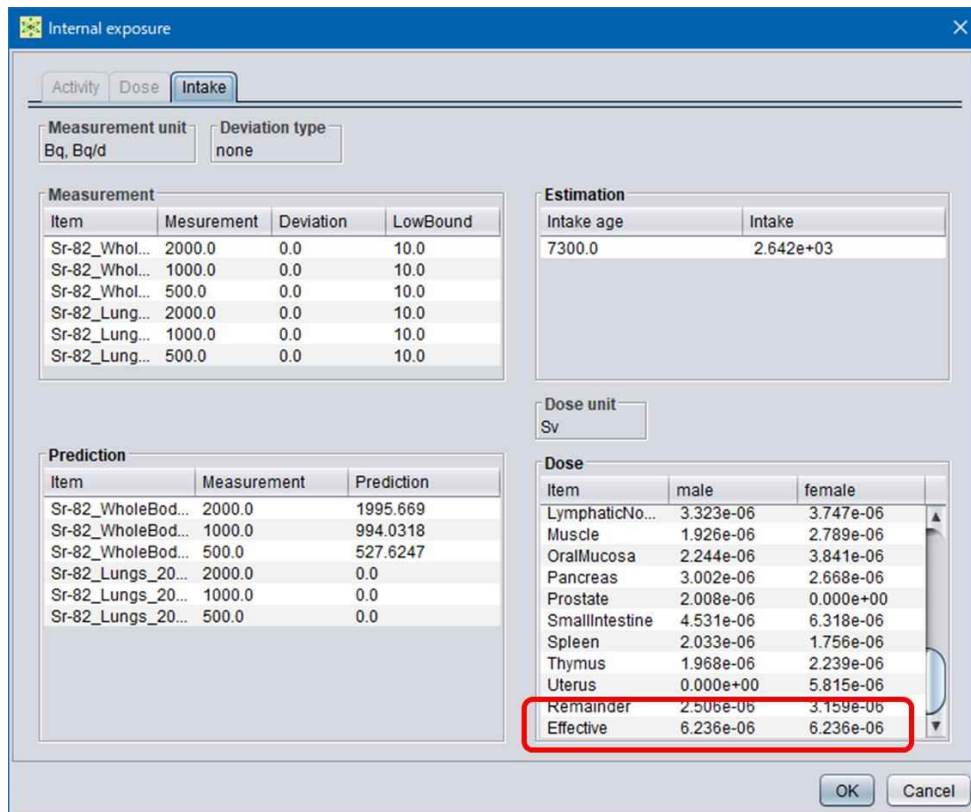 Internal exposure
Activity Dose Intake
Measurement unit
Bq, Bq/d
Deviation type
none
Measurement
Item Mesurement Deviation LowBound
Sr-82_Whol... 2000.0 0.0 10.0
Sr-82_Whol... 1000.0 0.0 10.0
Sr-82_Whol... 500.0 0.0 10.0
Sr-82_Lung... 2000.0 0.0 10.0
Sr-82_Lung... 1000.0 0.0 10.0
Sr-82_Lung... 500.0 0.0 10.0
Estimation
Intake age Intake
7300.0 2.642e+03
Dose unit
Sv
Prediction
Item Measurement Prediction
Sr-82_WholeBod... 2000.0 1995.669
Sr-82_WholeBod... 1000.0 994.0318
Sr-82_WholeBod... 500.0 527.6247
Sr-82_Lungs_20... 2000.0 0.0
Sr-82_Lungs_20... 1000.0 0.0
Sr-82_Lungs_20... 500.0 0.0
Dose
Item male female
LymphaticNo... 3.323e-06 3.747e-06
Muscle 1.926e-06 2.789e-06
OralMucosa 2.244e-06 3.841e-06
Pancreas 3.002e-06 2.668e-06
Prostate 2.008e-06 0.000e+00
SmallIntestine 4.531e-06 6.318e-06
Spleen 2.033e-06 1.756e-06
Thymus 1.968e-06 2.239e-06
Uterus 0.000e+00 5.815e-06
Remainder 2.506e-06 3.159e-06
Effective 6.236e-06 6.236e-06
OK Cancel